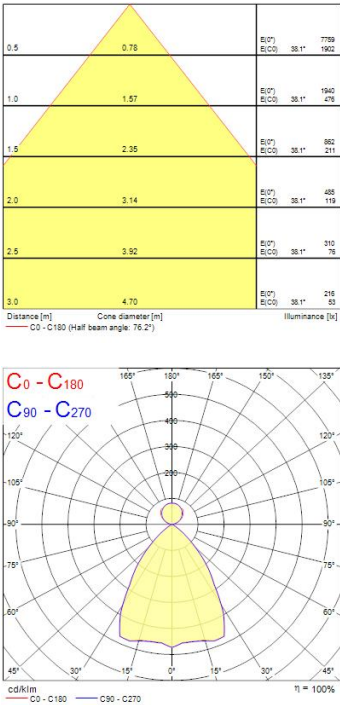 E(0°) 7759
0.5 0.78 E(C0) 38.1° 1902
E(0°) 1940
1.0 1.57 E(C0) 38.1° 476
E(0°) 862
1.5 2.35 E(C0) 38.1° 211
E(0°) 485
2.0 3.14 E(C0) 38.1° 119
E(0°) 310
2.5 3.92 E(C0) 38.1° 76
E(0°) 216
3.0 4.70 E(C0) 38.1° 53
Distance [m] Cone diameter [m] Illuminance [lx]
C0 - C180 (Half beam angle: 76.2°)
165° 180° 165° 135°
C0 - C180
C90 - C270
500
400
120° 300 120°
200
105° 105°
90° 90°
75° 75°
60° 60°
45° 30° 15° 0° 15° 30° 45°
cd/klm η = 100%
C0 - C180 C90 - C270